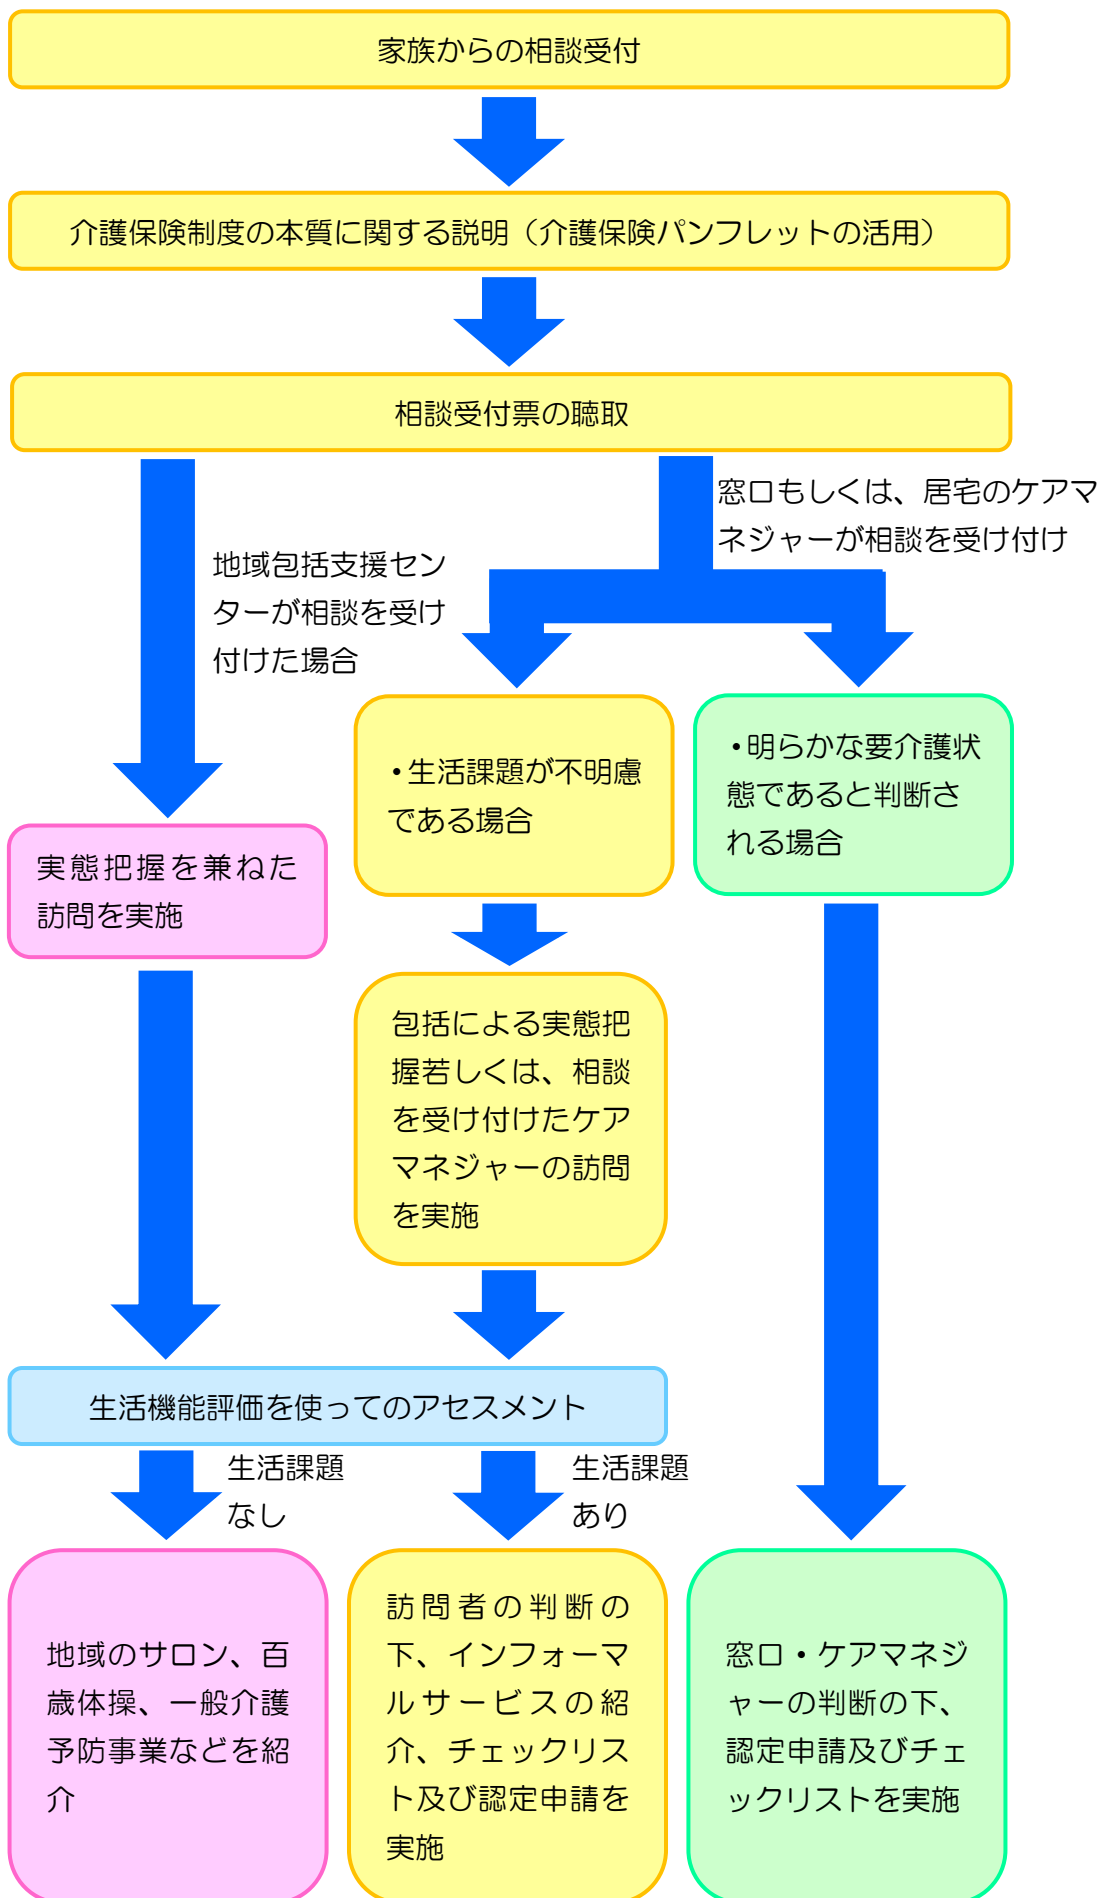 家族からの相談受付
介護保険制度の本質に関する説明（介護保険パンフレットの活用）
相談受付票の聴取
窓口もしくは、居宅のケアマ
ネジャーが相談を受け付け
地域包括支援セン
ターが相談を受け
付けた場合
・生活課題が不明慮
である場合
・明らかな要介護状
態であると判断さ
れる場合
実態把握を兼ねた
訪問を実施
包括による実態把
握若しくは、相談
を受け付けたケア
マネジャーの訪問
を実施
生活機能評価を使ってのアセスメント
生活課題
なし
生活課題
あり
地域のサロン、百
歳体操、一般介護
予防事業などを紹
介
訪問者の判断の
下、インフォーマ
ルサービスの紹
介、チェックリス
ト及び認定申請を
実施
窓口・ケアマネジ
ャーの判断の下、
認定申請及びチェ
ックリストを実施